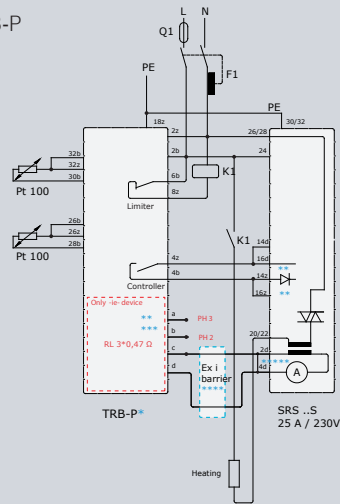 -P
L N
Q1
F1
PE
PE
18z
30/32
2z
26/28
32b
2b
24
32z
30b
6b
K1
Pt 100
8z
Limiter
26b
26z
28b
K1
14d
Pt 100
4z
16d
**
Controller
4b
14z
16z
**
Only -ie- device
**
a
PH 3
***
b
PH 2
20/22
RL 3*0,47 Ω
c
2d
Ex i
barrier
****
*****
d
4d
A
TRB-P*
SRS ..S
25 A / 230V
Heating